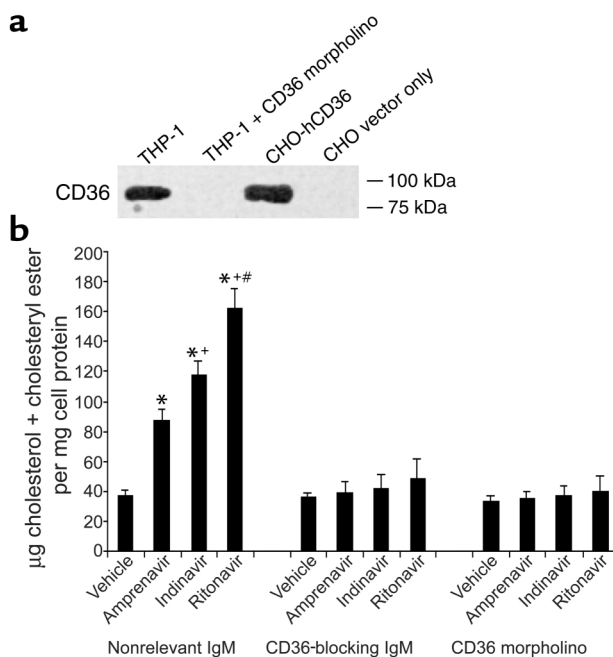 a
THP-1
THP-1 + CD36 morpholino
CHO-hCD36
CHO vector only
CD36
100 kDa
75 kDa
b
µg cholesterol + cholesteryl ester
per mg cell protein
200
180
160
140
120
100
80
60
40
20
0
*
*+
*+#
Vehicle
Amprenavir
Indinavir
Ritonavir
Vehicle
Amprenavir
Indinavir
Ritonavir
Vehicle
Amprenavir
Indinavir
Ritonavir
Nonrelevant IgM
CD36-blocking IgM
CD36 morpholino